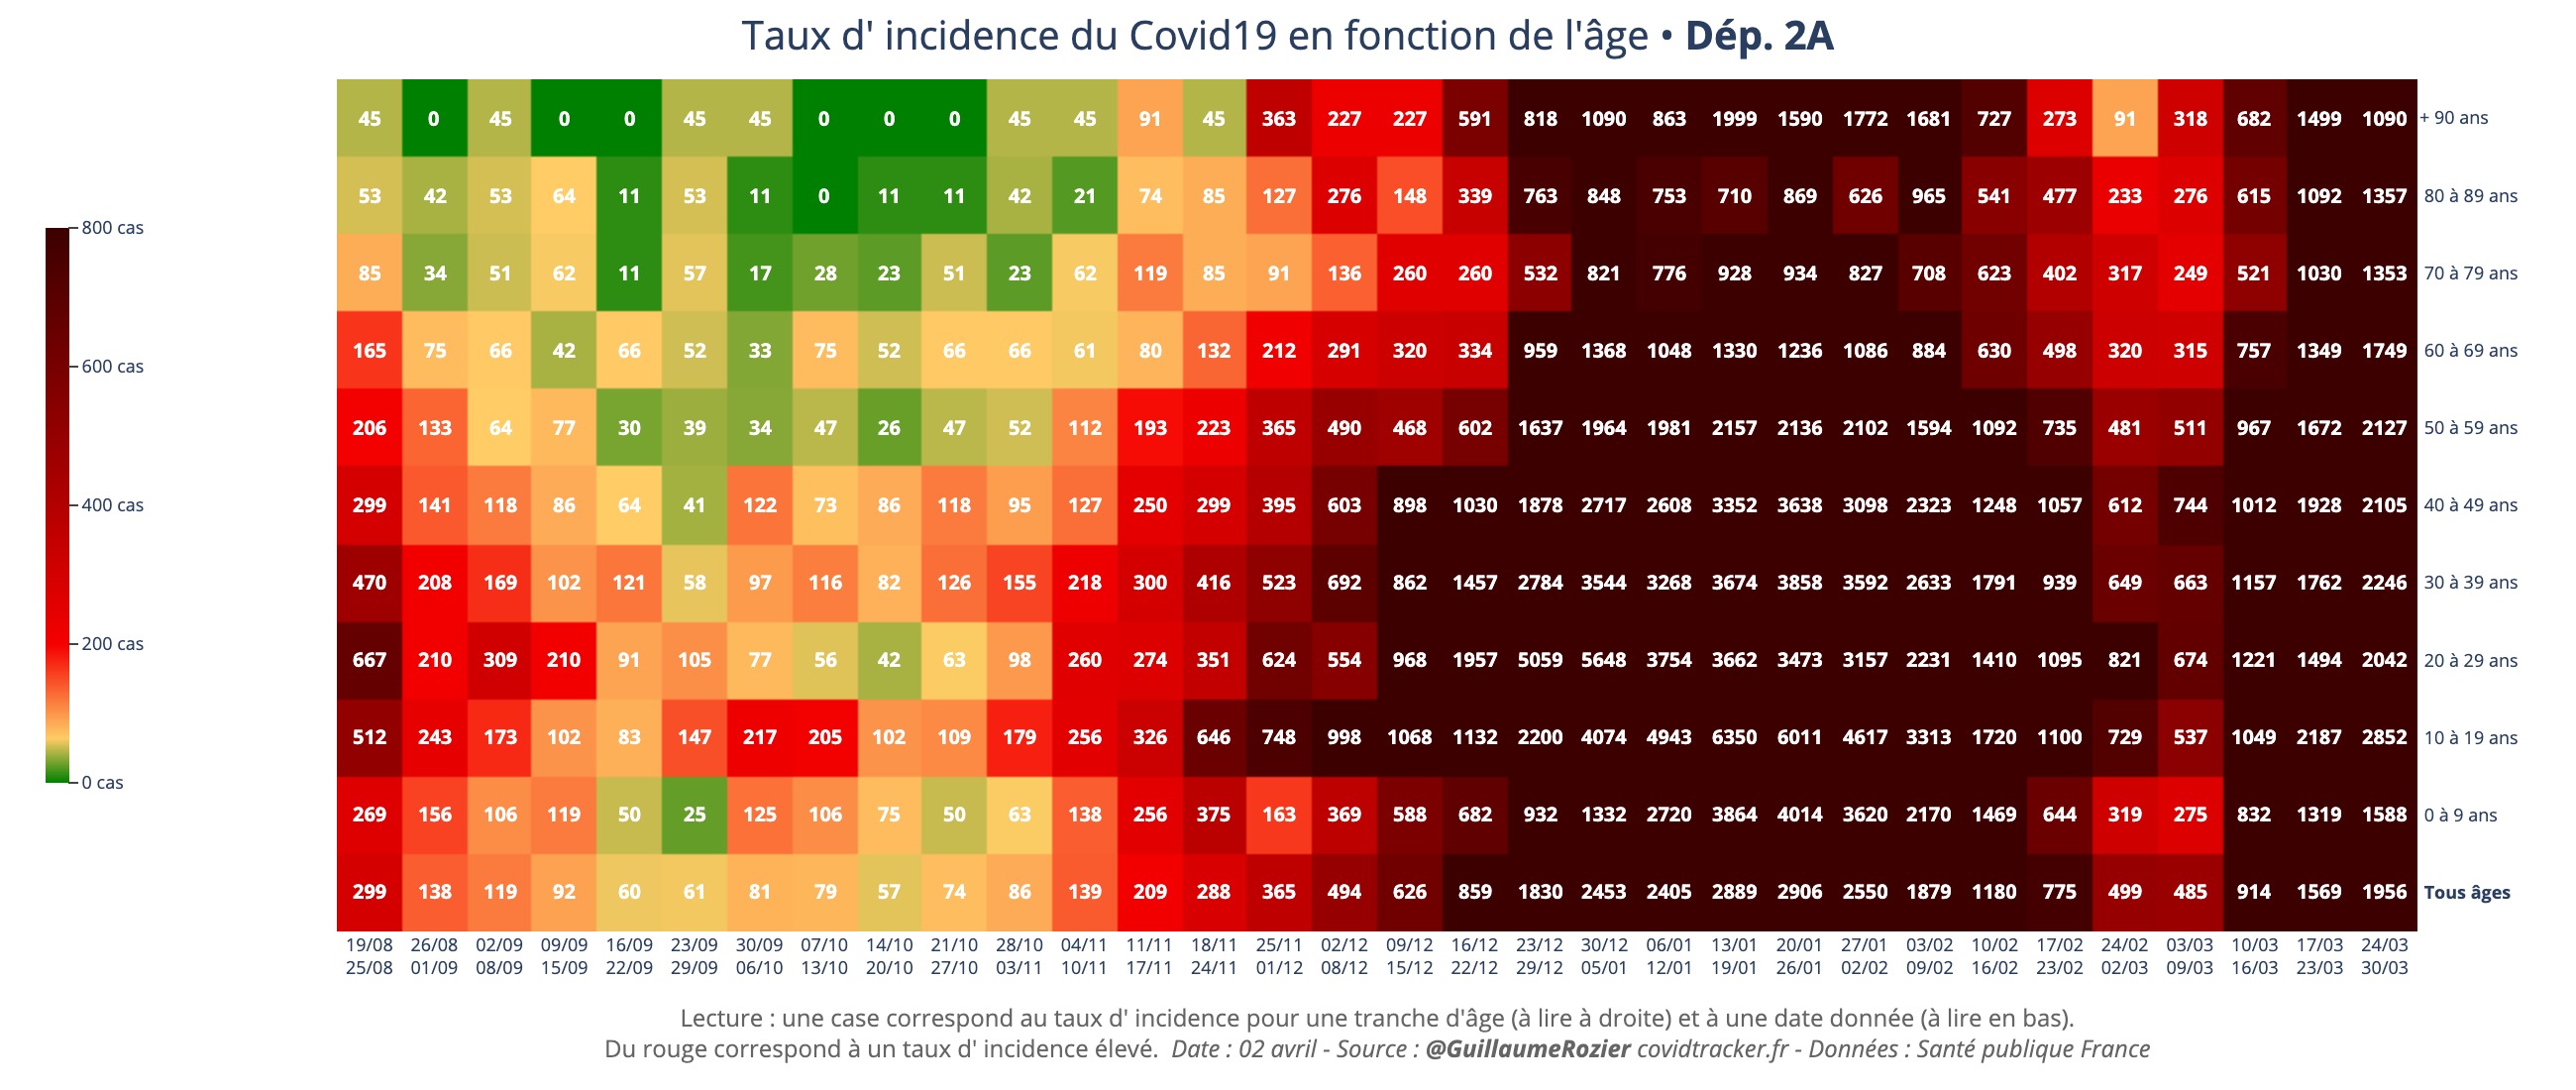 Taux d' incidence du Covid19 en fonction de l'âge • Dép. 2A
800 cas
600 cas
400 cas
200 cas
0 cas
45 0 45 0 0 45 45 0 0 0 45 45 91 45 363 227 227 591 818 1090 863 1999 1590 1772 1681 727 273 91 318 682 1499 1090 + 90 ans
53 42 53 64 11 53 11 0 11 11 42 21 74 85 127 276 148 339 763 848 753 710 869 626 965 541 477 233 276 615 1092 1357 80 à 89 ans
85 34 51 62 11 57 17 28 23 51 23 62 119 85 91 136 260 260 532 821 776 928 934 827 708 623 402 317 249 521 1030 1353 70 à 79 ans
165 75 66 42 66 52 33 75 52 66 66 61 80 132 212 291 320 334 959 1368 1048 1330 1236 1086 884 630 498 320 315 757 1349 1749 60 à 69 ans
206 133 64 77 30 39 34 47 26 47 52 112 193 223 365 490 468 602 1637 1964 1981 2157 2136 2102 1594 1092 735 481 511 967 1672 2127 50 à 59 ans
299 141 118 86 64 41 122 73 86 118 95 127 250 299 395 603 898 1030 1878 2717 2608 3352 3638 3098 2323 1248 1057 612 744 1012 1928 2105 40 à 49 ans
470 208 169 102 121 58 97 116 82 126 155 218 300 416 523 692 862 1457 2784 3544 3268 3674 3858 3592 2633 1791 939 649 663 1157 1762 2246 30 à 39 ans
667 210 309 210 91 105 77 56 42 63 98 260 274 351 624 554 968 1957 5059 5648 3754 3662 3473 3157 2231 1410 1095 821 674 1221 1494 2042 20 à 29 ans
512 243 173 102 83 147 217 205 102 109 179 256 326 646 748 998 1068 1132 2200 4074 4943 6350 6011 4617 3313 1720 1100 729 537 1049 2187 2852 10 à 19 ans
269 156 106 119 50 25 125 106 75 50 63 138 256 375 163 369 588 682 932 1332 2720 3864 4014 3620 2170 1469 644 319 275 832 1319 1588 0 à 9 ans
299 138 119 92 60 61 81 79 57 74 86 139 209 288 365 494 626 859 1830 2453 2405 2889 2906 2550 1879 1180 775 499 485 914 1569 1956 Tous âges
19/08 26/08 02/09 09/09 16/09 23/09 30/09 07/10 14/10 21/10 28/10 04/11 11/11 18/11 25/11 02/12 09/12 16/12 23/12 30/12 06/01 13/01 20/01 27/01 03/02 10/02 17/02 24/02 03/03 10/03 17/03 24/03
25/08 01/09 08/09 15/09 22/09 29/09 06/10 13/10 20/10 27/10 03/11 10/11 17/11 24/11 01/12 08/12 15/12 22/12 29/12 05/01 12/01 19/01 26/01 02/02 09/02 16/02 23/02 02/03 09/03 16/03 23/03 30/03
Lecture : une case correspond au taux d' incidence pour une tranche d'âge (à lire à droite) et à une date donnée (à lire en bas).
Du rouge correspond à un taux d' incidence élevé. Date : 02 avril - Source : @GuillaumeRozier covidtracker.fr - Données : Santé publique France